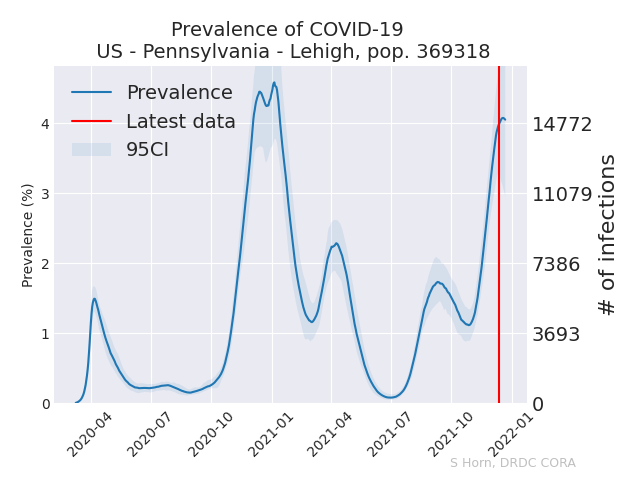 Prevalence of COVID-19
US - Pennsylvania - Lehigh, pop. 369318
Prevalence
Latest data
95CI
Prevalence (%)
4
3
2
1
0
14772
11079
7386
3693
0
# of infections
2020-04
2020-07
2020-10
2021-01
2021-04
2021-07
2021-10
2022-01
S Horn, DRDC CORA